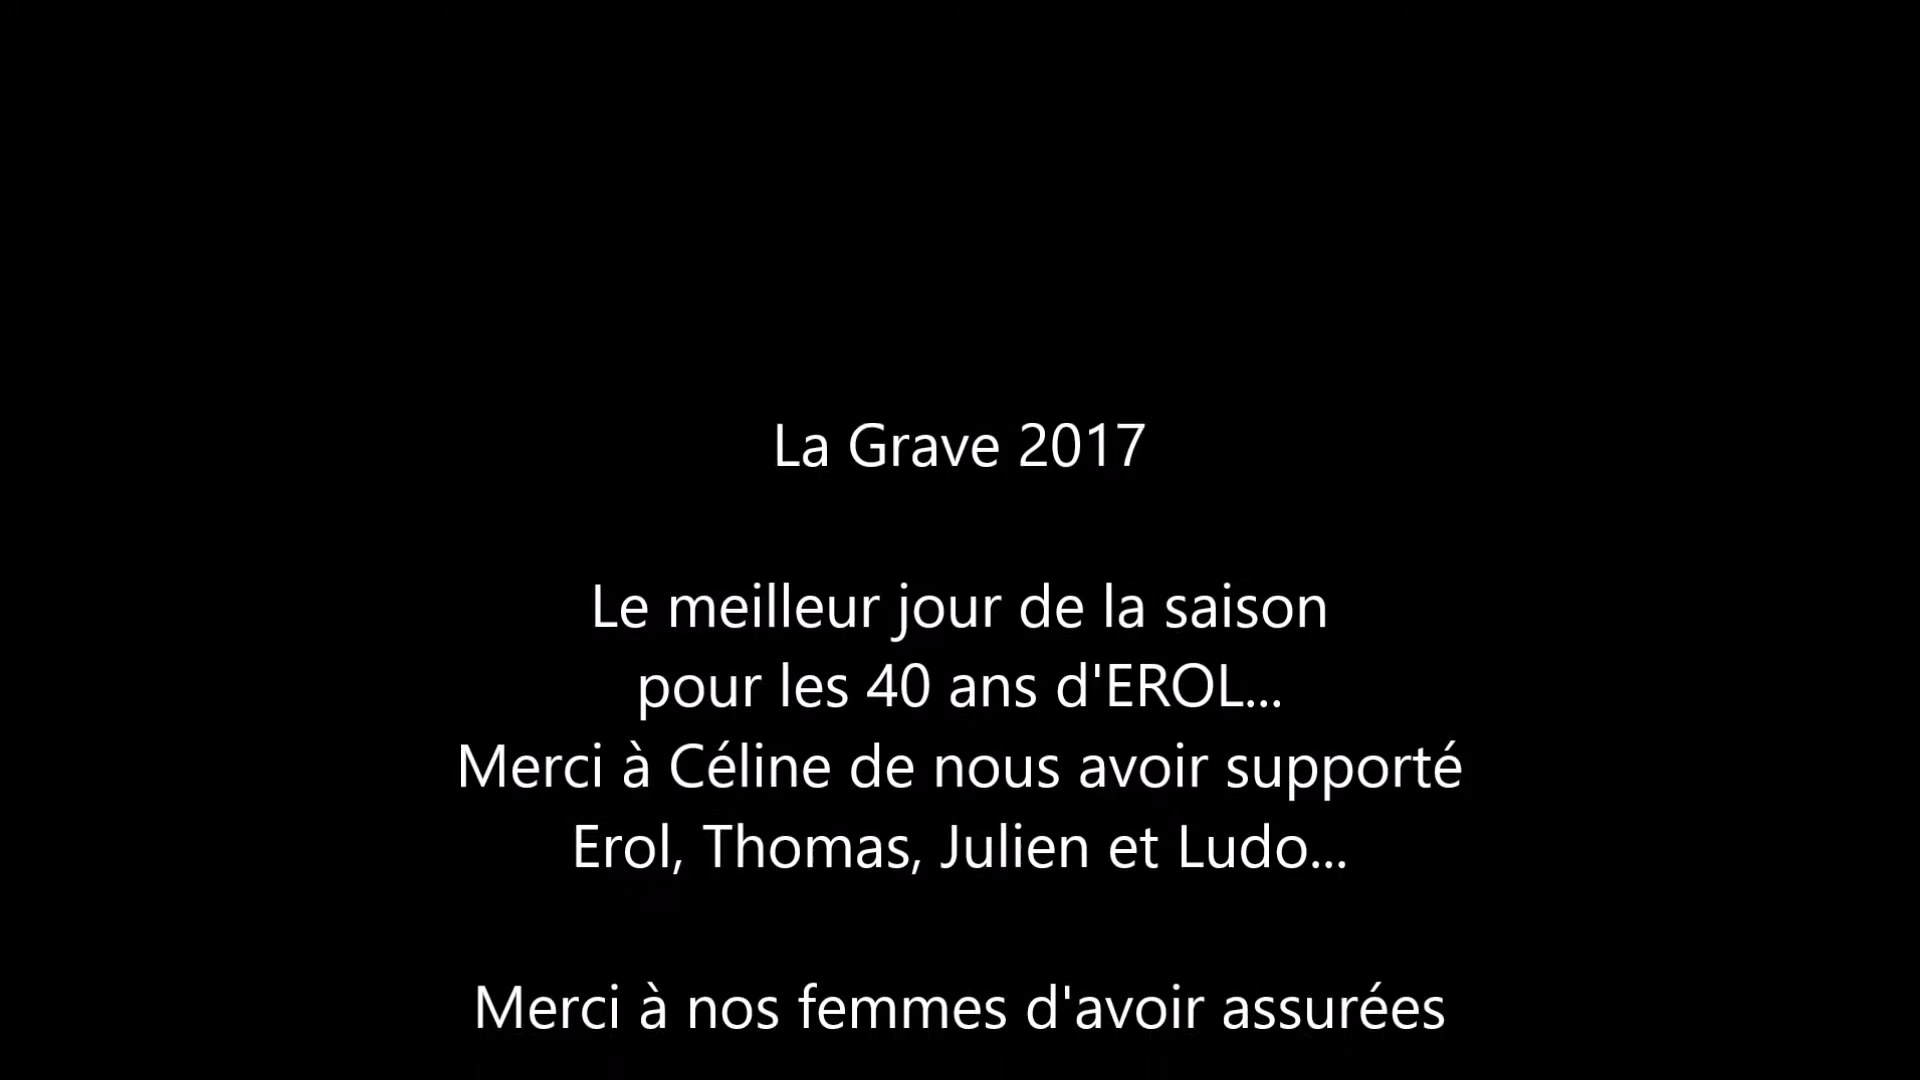 La Grave 2017
Le meilleur jour de la saison
pour les 40 ans d'EROL...
Merci à Céline de nous avoir supporté
Erol, Thomas, Julien et Ludo...
Merci à nos femmes d'avoir assurées